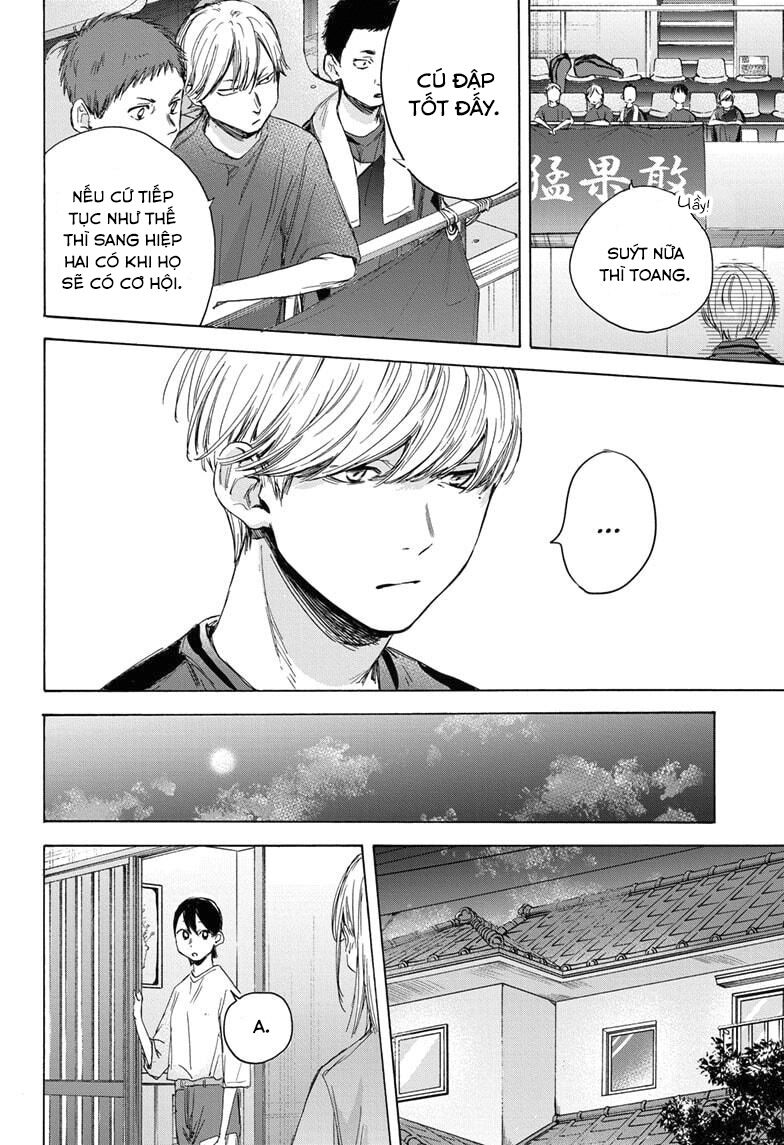 猛果敢
Uầy!
SUÝT NỮA
THÌ TOANG.
CÚ ĐẬP
TỐT ĐẤY.
NẾU CỨ TIẾP
TỤC NHƯ THẾ
THÌ SANG HIỆP
HAI CÓ KHI HỌ
SẼ CÓ CƠ HỘI.
...
A.